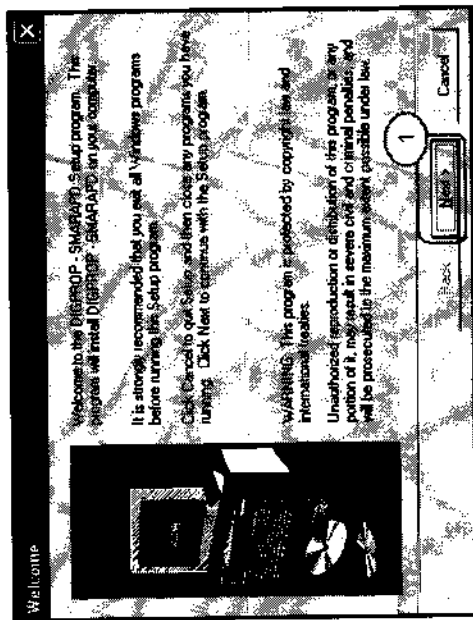 Welcome
Welcome to the DIGIPROP - SMARAPD Setup program. This
program will install DIGIPROP - SMARAPD on your computer.
It is strongly recommended that you exit all Windows programs
before running this Setup program.
Click Cancel to quit Setup and then close any programs you have
running. Click Next to continue with the Setup program.
WARNING: This program is protected by copyright law and
international treaties.
Unauthorized reproduction or distribution of this program, or any
portion of it, may result in severe civil and criminal penalties, and
will be prosecuted to the maximum extent possible under law.
< Back
Next >
Cancel
1